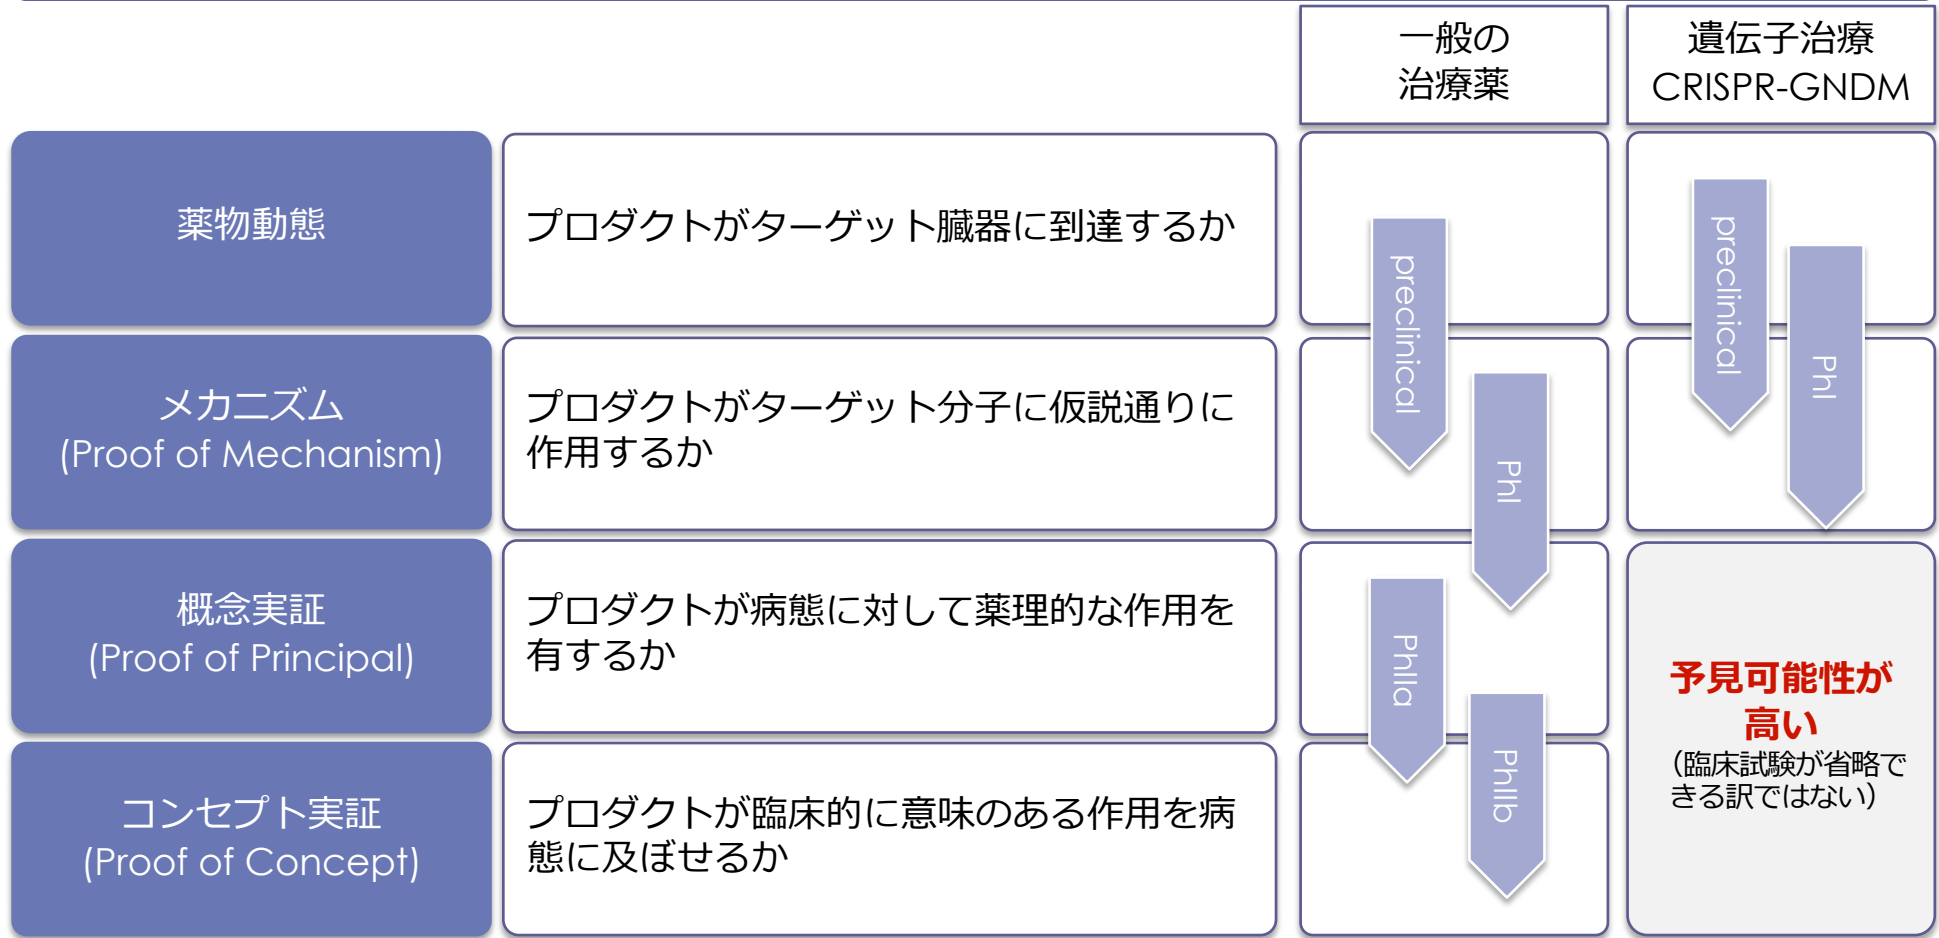 一般の
治療薬
遺伝子治療
CRISPR-GNDM
薬物動態
プロダクトがターゲット臓器に到達するか
preclinical
preclinical
PhI
メカニズム
(Proof of Mechanism)
プロダクトがターゲット分子に仮説通りに
作用するか
PhI
概念実証
(Proof of Principal)
プロダクトが病態に対して薬理的な作用を
有するか
PhIIa
予見可能性が
高い
（臨床試験が省略で
きる訳ではない）
コンセプト実証
(Proof of Concept)
プロダクトが臨床的に意味のある作用を病
態に及ぼせるか
PhIIb